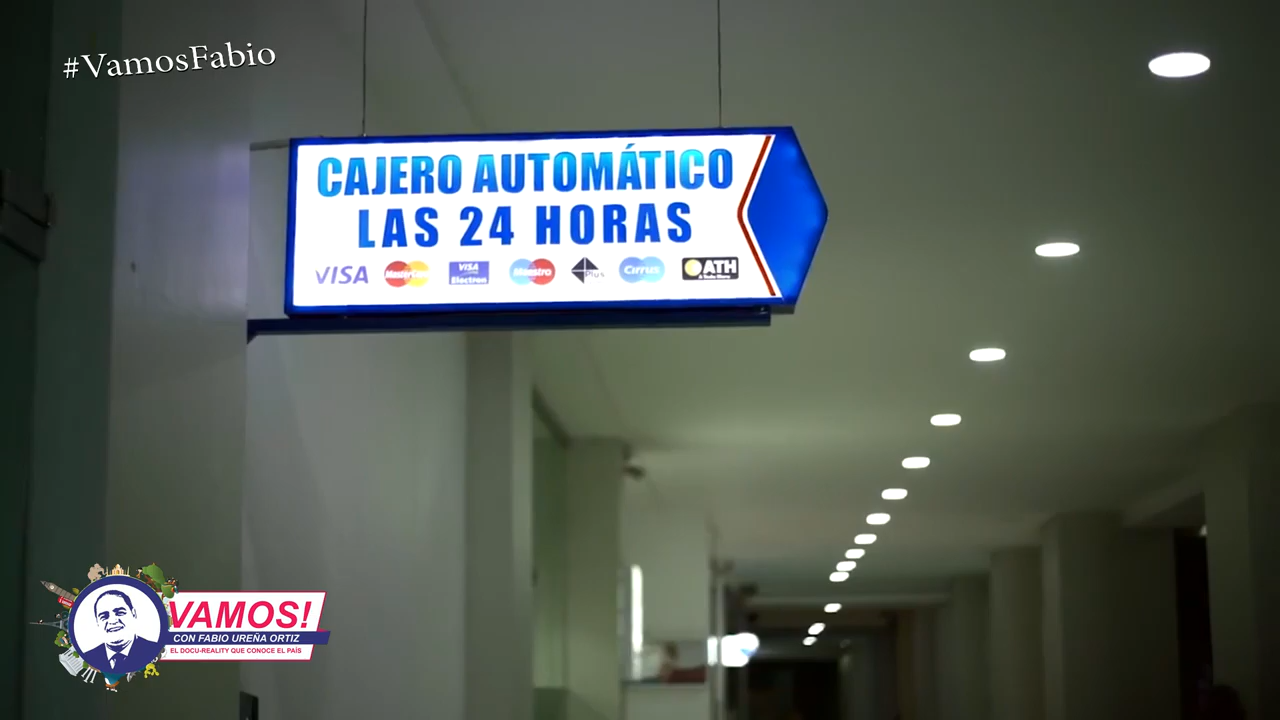 #VamosFabio
CAJERO AUTOMÁTICO
LAS 24 HORAS
VISA MasterCard VISA Electron Maestro Plus Cirrus ATH
VAMOS!
CON FABIO UREÑA ORTIZ
EL DOCU-REALITY QUE CONOCE EL PAÍS